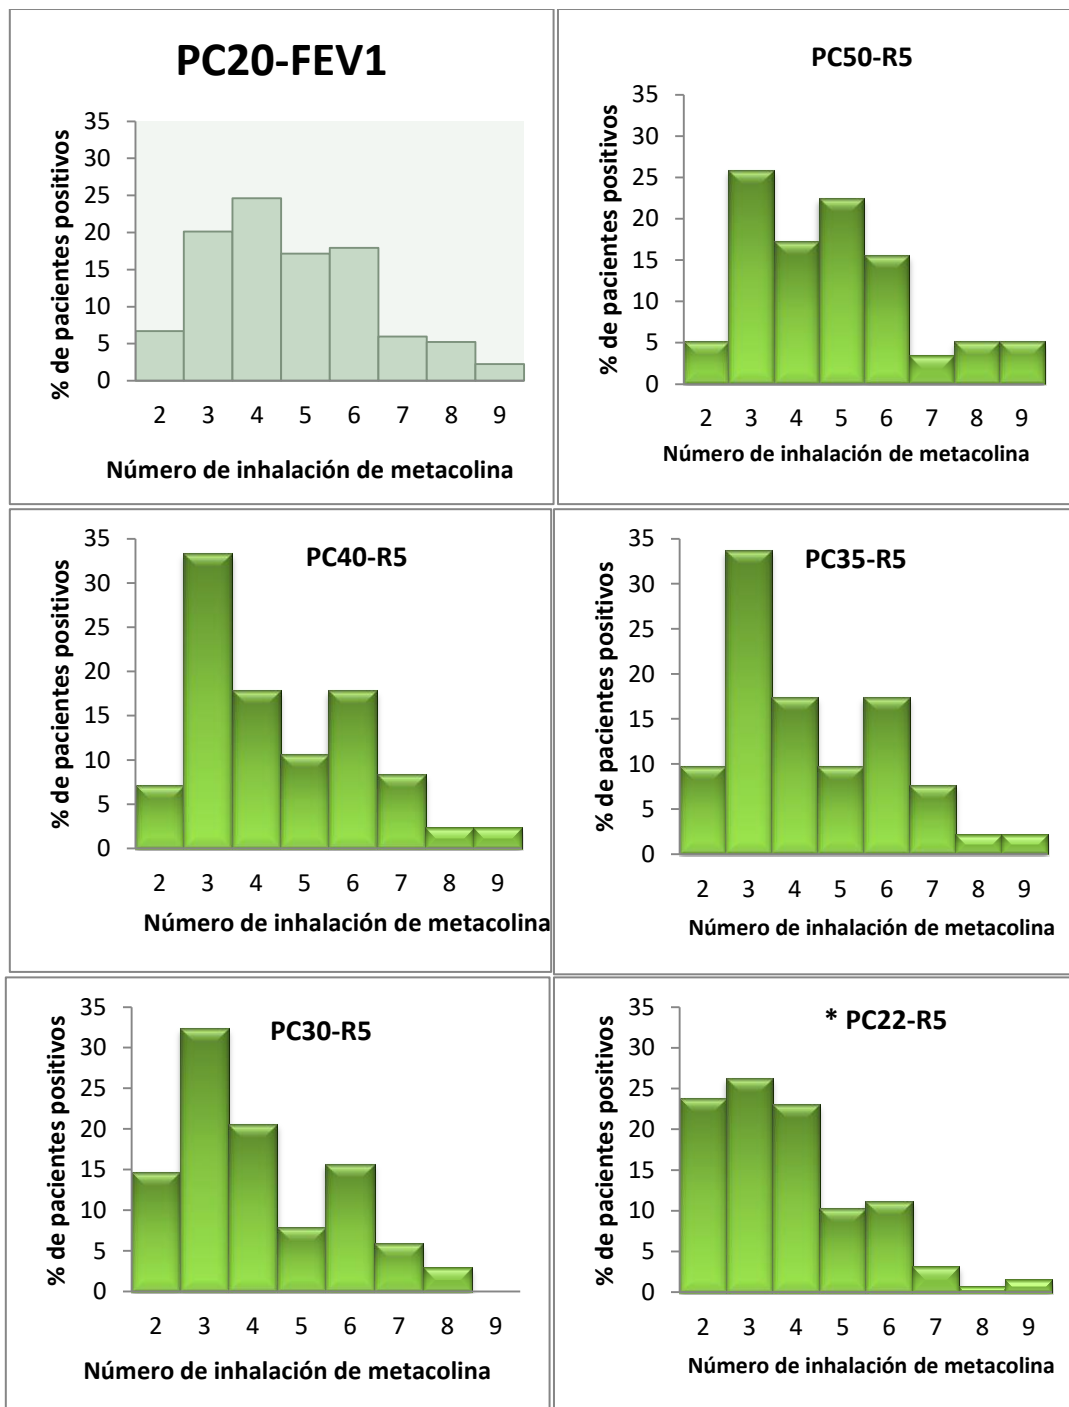 PC20-FEV1
% de pacientes positivos
35
30
25
20
15
10
5
0
2 3 4 5 6 7 8 9
Número de inhalación de metacolina
PC50-R5
% de pacientes positivos
35
30
25
20
15
10
5
0
2 3 4 5 6 7 8 9
Número de inhalación de metacolina
PC40-R5
% de pacientes positivos
35
30
25
20
15
10
5
0
2 3 4 5 6 7 8 9
Número de inhalación de metacolina
PC35-R5
% de pacientes positivos
35
30
25
20
15
10
5
0
2 3 4 5 6 7 8 9
Número de inhalación de metacolina
PC30-R5
% de pacientes positivos
35
30
25
20
15
10
5
0
2 3 4 5 6 7 8 9
Número de inhalación de metacolina
* PC22-R5
% de pacientes positivos
35
30
25
20
15
10
5
0
2 3 4 5 6 7 8 9
Número de inhalación de metacolina